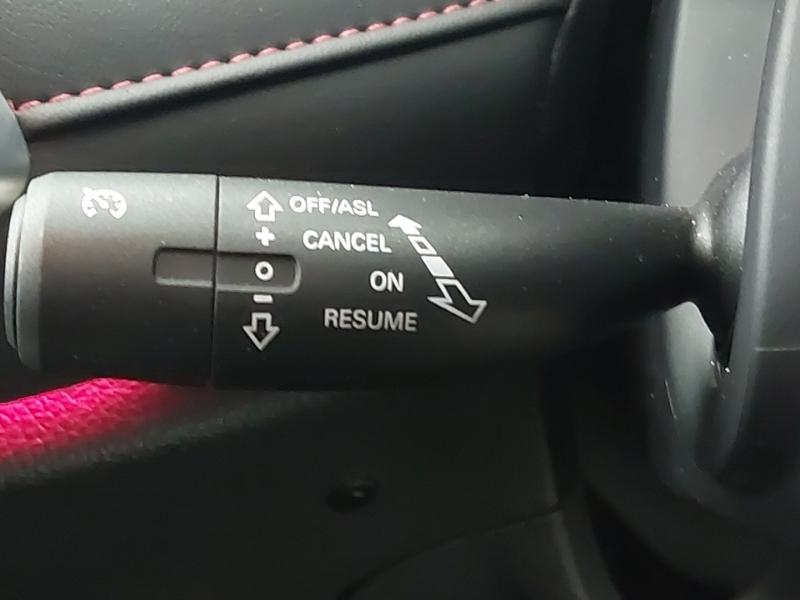 OFF/ASL
+ CANCEL
O ON
- RESUME